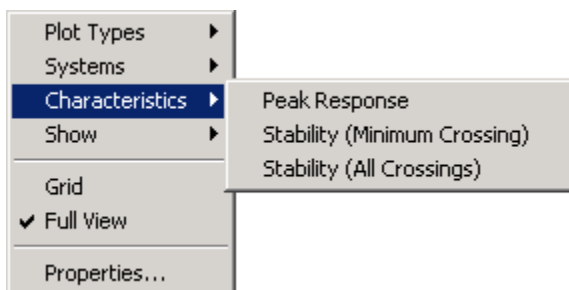 Plot Types
Systems
Characteristics
Show
Grid
Full View
Properties...
Peak Response
Stability (Minimum Crossing)
Stability (All Crossings)